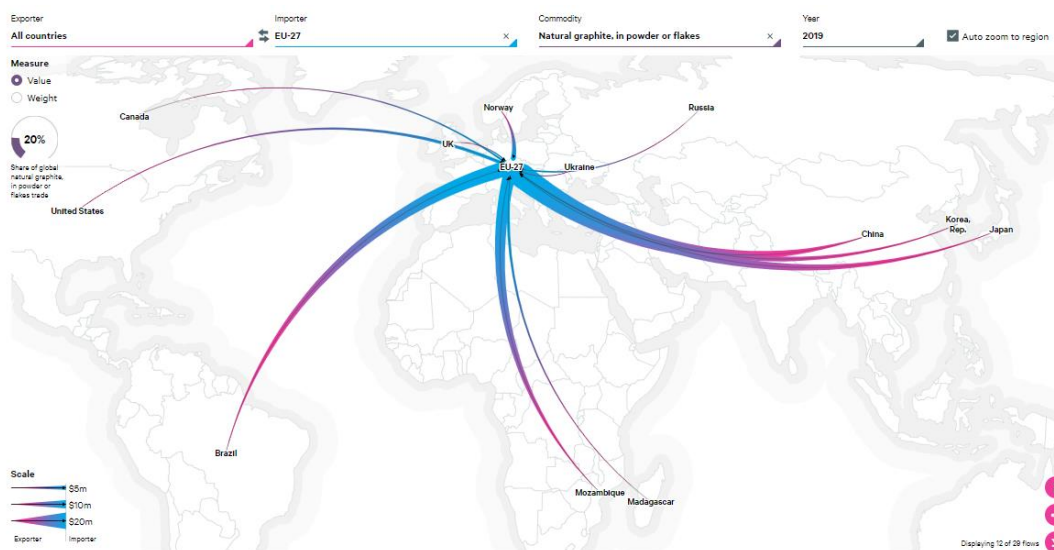 Exporter
All countries
Importer
EU-27 ×
Commodity
Natural graphite, in powder or flakes ×
Year
2019
Auto zoom to region
Measure
Value
Weight
20%
Share of global
natural graphite,
in powder or
flakes trade
Canada
Norway
Russia
UK
EU-27
Ukraine
United States
China
Korea,
Rep.
Japan
Brazil
Mozambique
Madagascar
Scale
$5m
$10m
$20m
Exporter
Importer
Displaying 12 of 29 flows